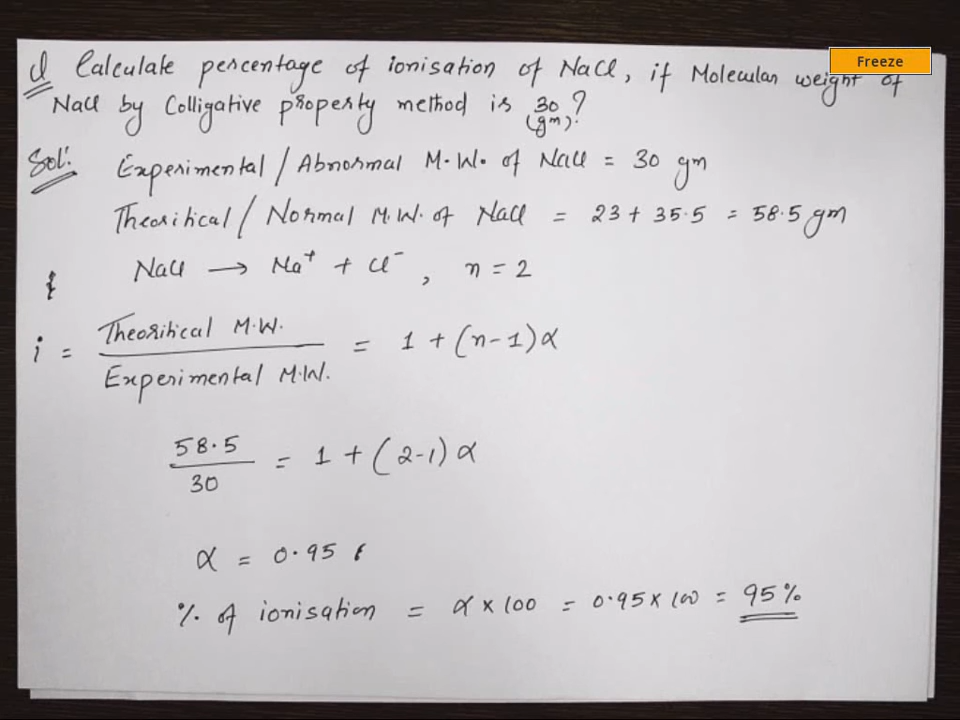 Freeze
Q Calculate percentage of ionisation of NaCl, if Molecular weight of
NaCl by Colligative property method is 30 ?
(gm)
Sol: Experimental / Abnormal M.W. of NaCl = 30 gm
Theoritical / Normal M.W. of NaCl = 23 + 35.5 = 58.5 gm
NaCl → Na⁺ + Cl⁻ , n = 2
i = Theoritical M.W. / Experimental M.W. = 1 + (n-1)α
58.5 / 30 = 1 + (2-1) α
α = 0.95
% of ionisation = α × 100 = 0.95 × 100 = 95%